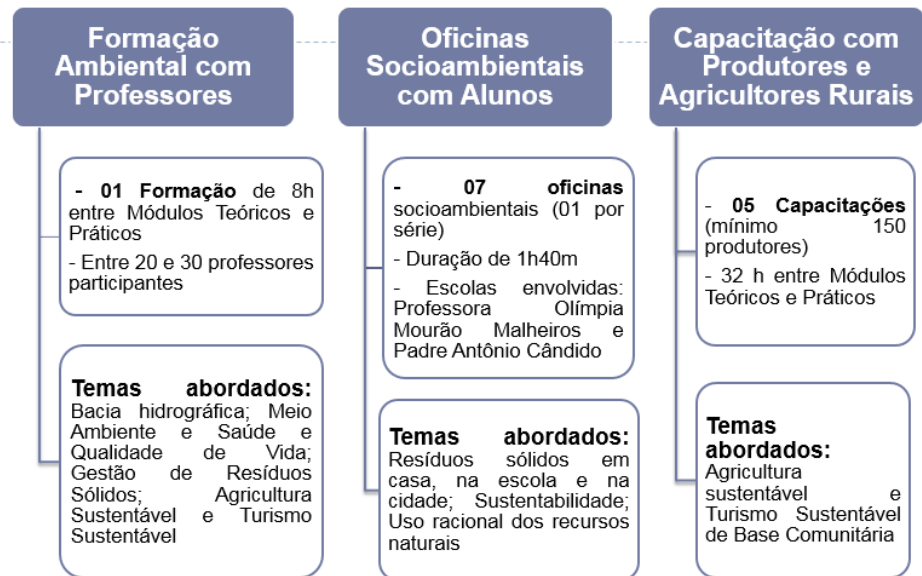 Formação
Ambiental com
Professores
- 01 Formação de 8h
entre Módulos Teóricos e
Práticos
- Entre 20 e 30 professores
participantes
Temas abordados:
Bacia hidrográfica; Meio
Ambiente e Saúde e
Qualidade de Vida;
Gestão de Resíduos
Sólidos; Agricultura
Sustentável e Turismo
Sustentável
Oficinas
Socioambientais
com Alunos
- 07 oficinas
socioambientais (01 por
série)
- Duração de 1h40m
- Escolas envolvidas:
Professora Olímpia
Mourão Malheiros e
Padre Antônio Cândido
Temas abordados:
Resíduos sólidos em
casa, na escola e na
cidade; Sustentabilidade;
Uso racional dos recursos
naturais
Capacitação com
Produtores e
Agricultores Rurais
- 05 Capacitações
(mínimo 150
produtores)
- 32 h entre Módulos
Teóricos e Práticos
Temas
abordados:
Agricultura
sustentável e
Turismo Sustentável
de Base Comunitária